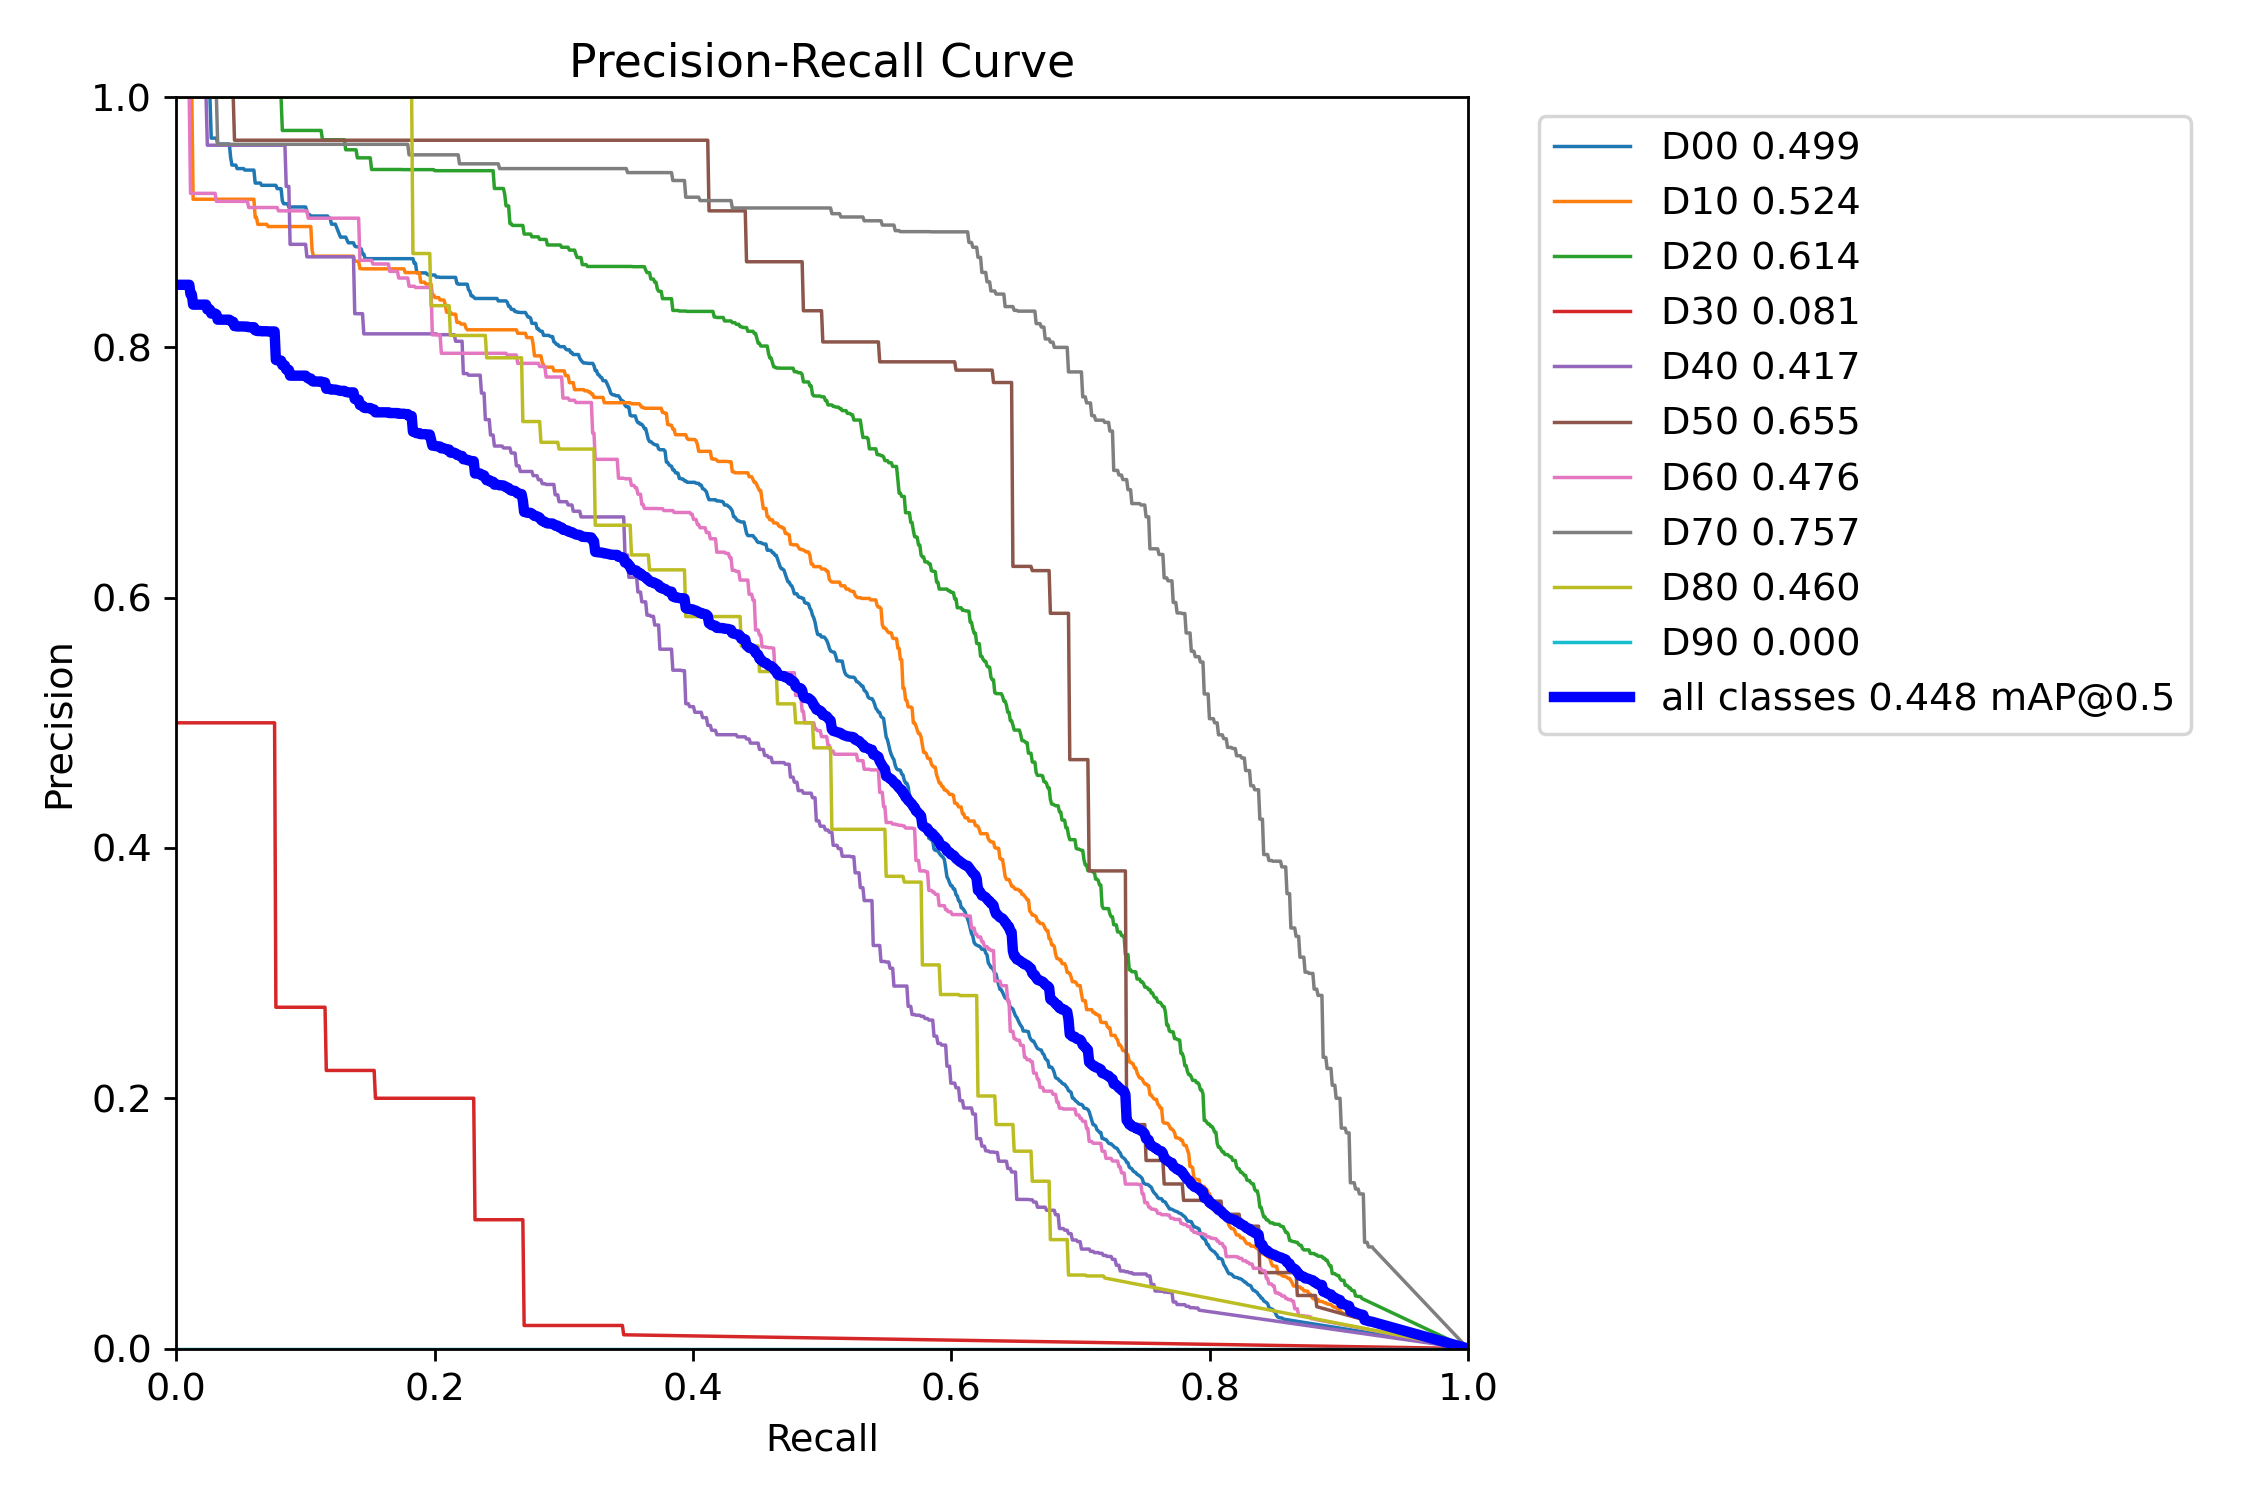 Precision-Recall Curve
1.0
0.8
0.6
0.4
0.2
0.0
Precision
0.0 0.2 0.4 0.6 0.8 1.0
Recall
D00 0.499
D10 0.524
D20 0.614
D30 0.081
D40 0.417
D50 0.655
D60 0.476
D70 0.757
D80 0.460
D90 0.000
all classes 0.448 mAP@0.5